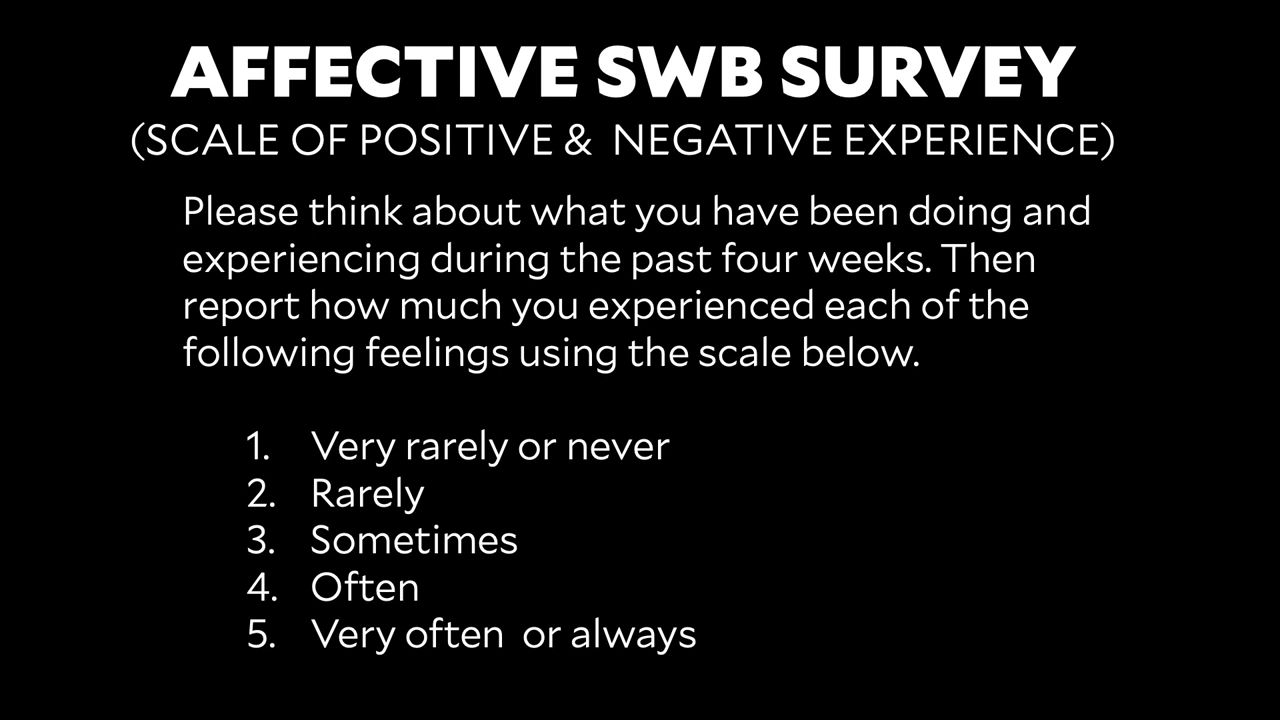 AFFECTIVE SWB SURVEY
(SCALE OF POSITIVE & NEGATIVE EXPERIENCE)
Please think about what you have been doing and
experiencing during the past four weeks. Then
report how much you experienced each of the
following feelings using the scale below.
1. Very rarely or never
2. Rarely
3. Sometimes
4. Often
5. Very often or always